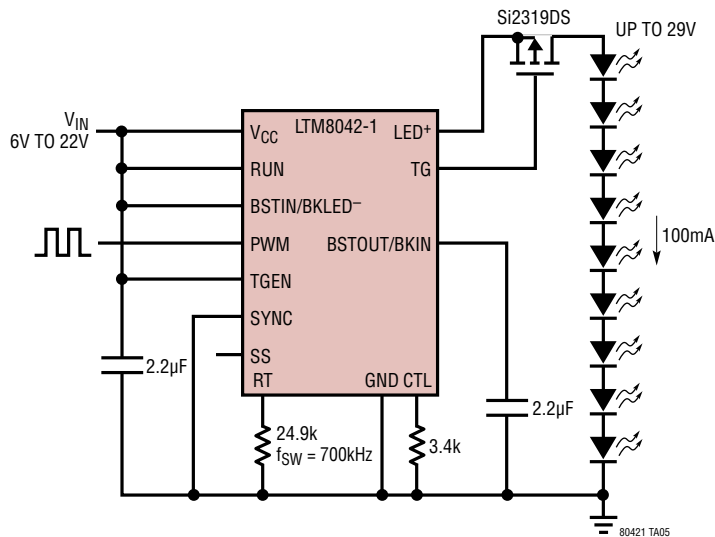 Si2319DS
UP TO 29V
V_IN
6V TO 22V
LTM8042-1
V_CC
LED⁺
RUN
TG
BSTIN/BKLED⁻
PWM
BSTOUT/BKIN
100mA
TGEN
SYNC
2.2µF
SS
RT
GND CTL
2.2µF
24.9k
f_SW = 700kHz
3.4k
80421 TA05